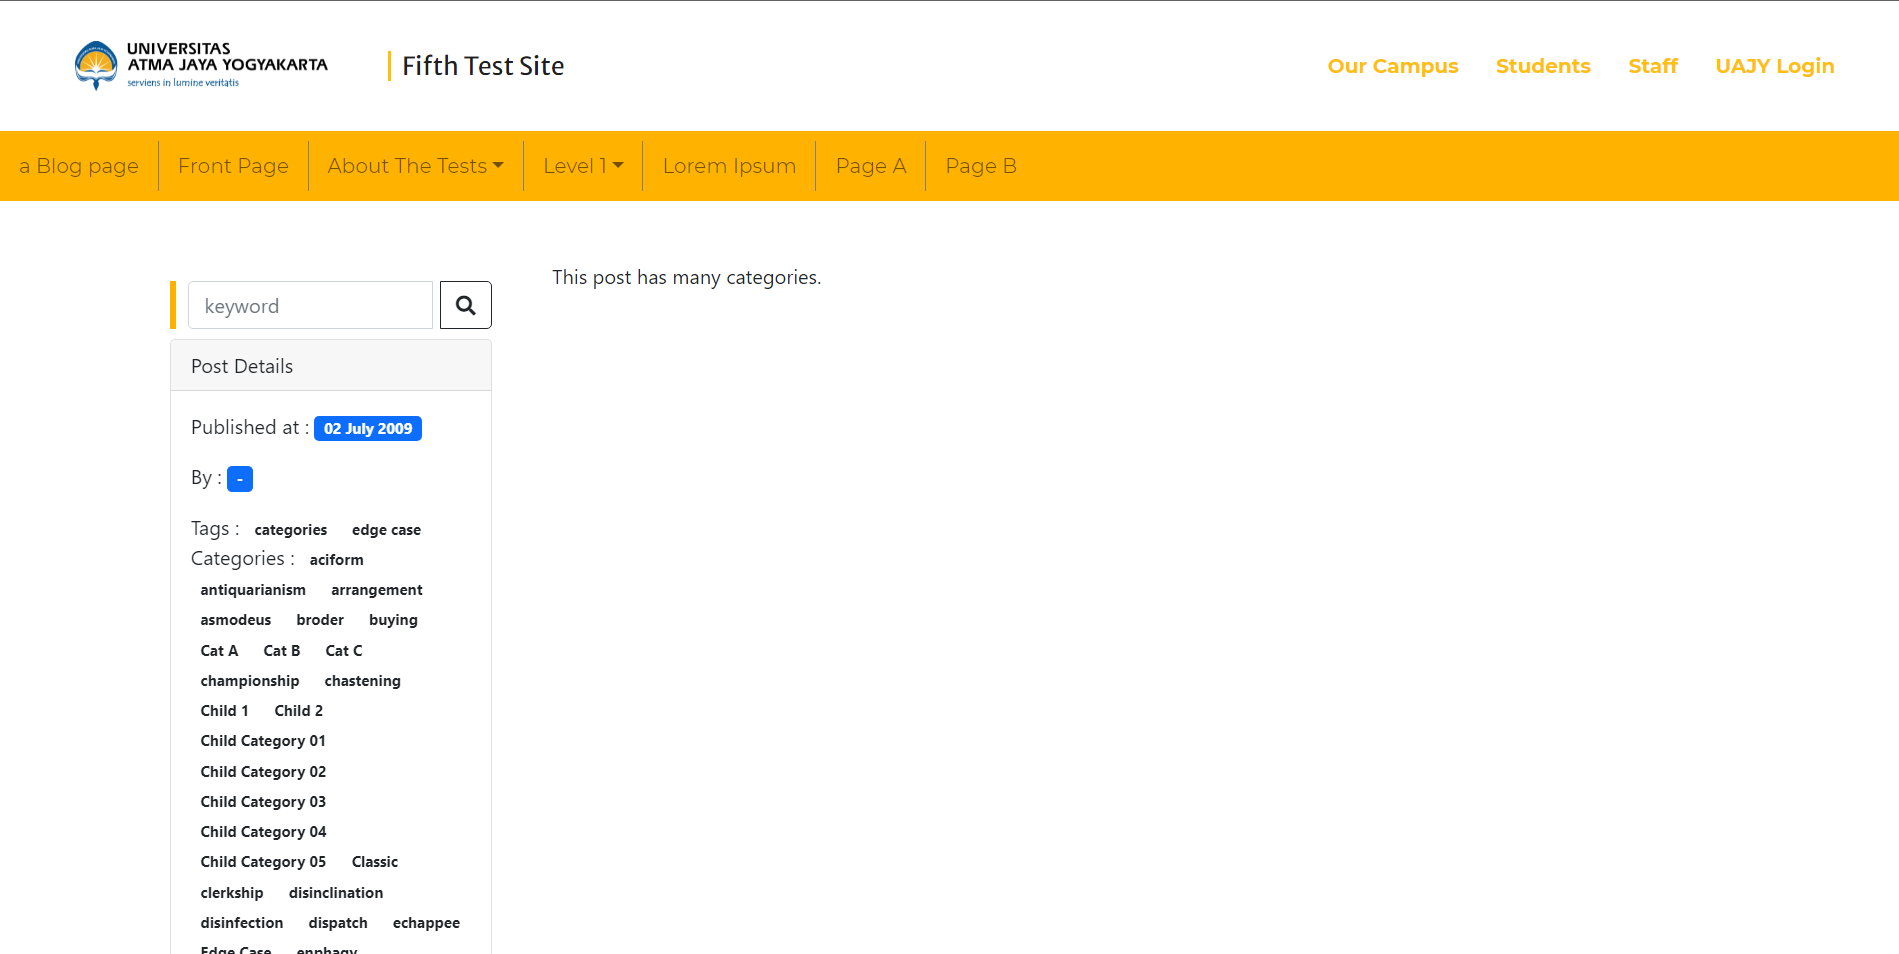 UNIVERSITAS
ATMA JAYA YOGYAKARTA
serviens in lumine veritatis
Fifth Test Site
Our Campus Students Staff UAJY Login
a Blog page Front Page About The Tests Level 1 Lorem Ipsum Page A Page B
This post has many categories.
keyword
Post Details
Published at : 02 July 2009
By : -
Tags : categories edge case
Categories : aciform
antiquarianism arrangement
asmodeus broder buying
Cat A Cat B Cat C
championship chastening
Child 1 Child 2
Child Category 01
Child Category 02
Child Category 03
Child Category 04
Child Category 05 Classic
clerkship disinclination
disinfection dispatch echappee
Edge Case enphagy